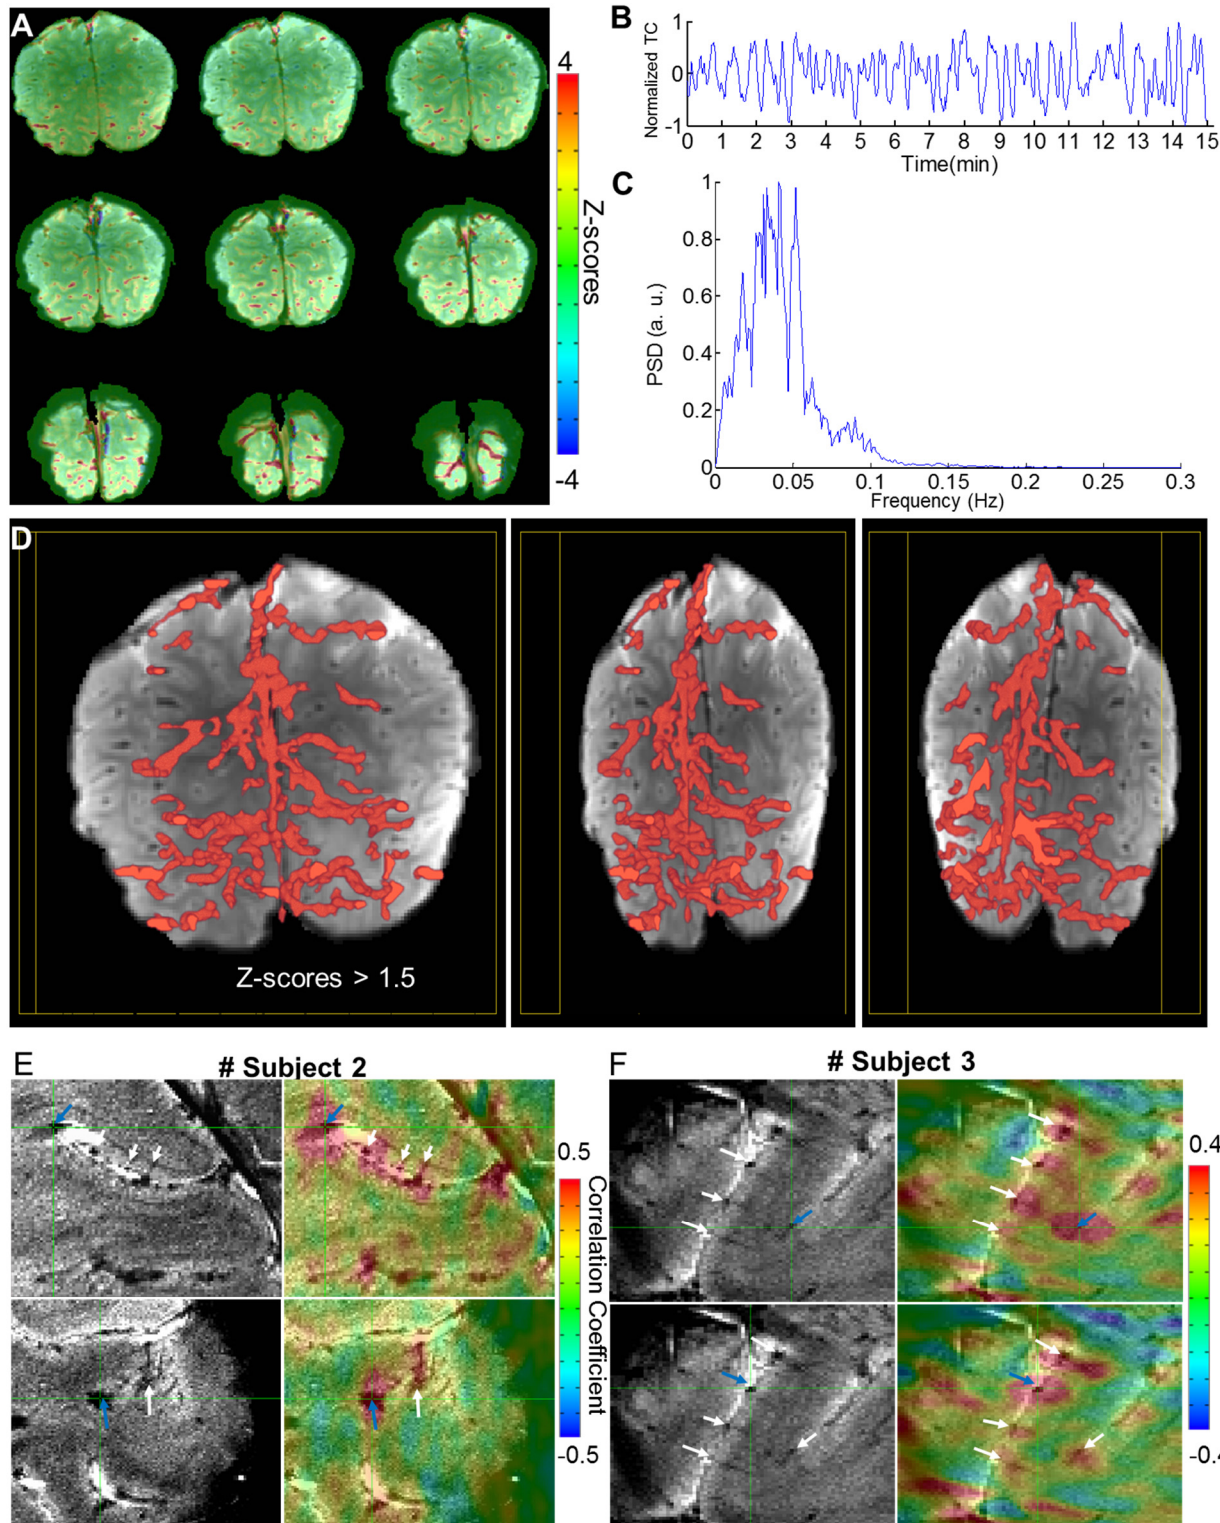 A
4
Z-scores
-4
B
Normalized TC
1
0
-1
0 1 2 3 4 5 6 7 8 9 10 11 12 13 14 15
Time(min)
C
PSD (a. u.)
1
0.8
0.6
0.4
0.2
0
0 0.05 0.1 0.15 0.2 0.25 0.3
Frequency (Hz)
D
Z-scores > 1.5
E
# Subject 2
0.5
Correlation Coefficient
-0.5
F
# Subject 3
0.4